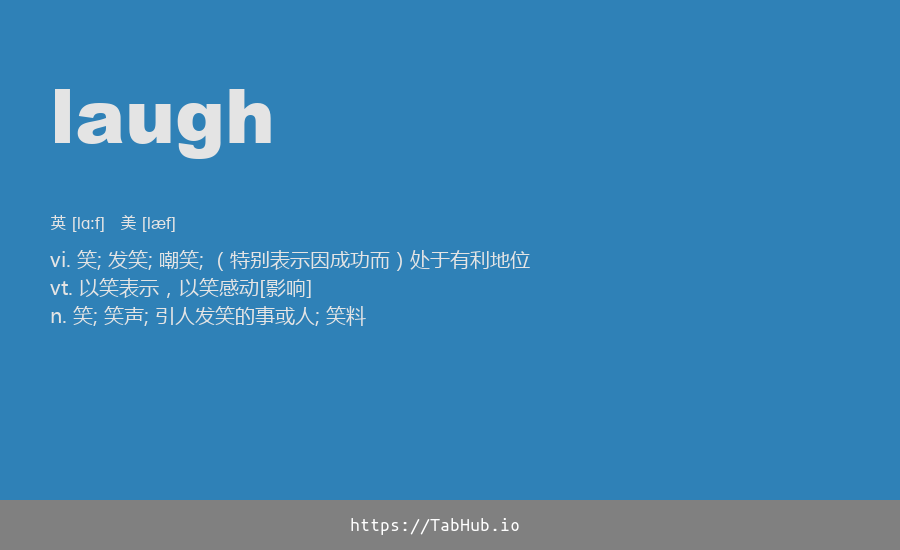 laugh
英 [lɑːf] 美 [læf]
vi. 笑; 发笑; 嘲笑; （特别表示因成功而）处于有利地位
vt. 以笑表示，以笑感动[影响]
n. 笑; 笑声; 引人发笑的事或人; 笑料
https://TabHub.io